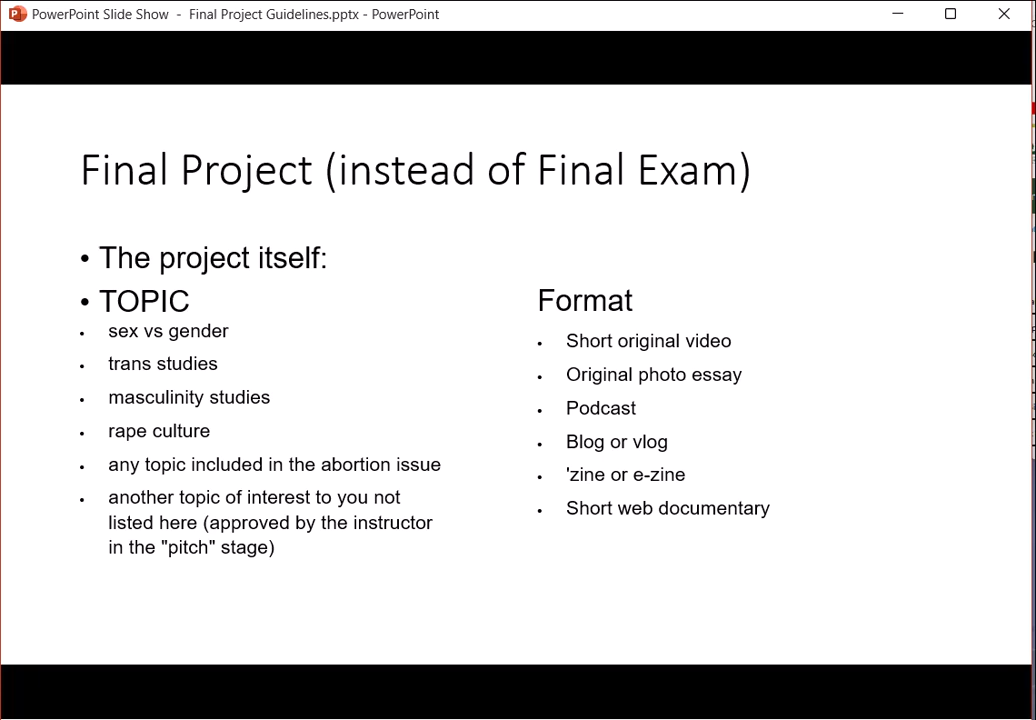 PowerPoint Slide Show - Final Project Guidelines.pptx - PowerPoint
Final Project (instead of Final Exam)
• The project itself:
• TOPIC
• sex vs gender
• trans studies
• masculinity studies
• rape culture
• any topic included in the abortion issue
• another topic of interest to you not
listed here (approved by the instructor
in the "pitch" stage)
Format
• Short original video
• Original photo essay
• Podcast
• Blog or vlog
• 'zine or e-zine
• Short web documentary